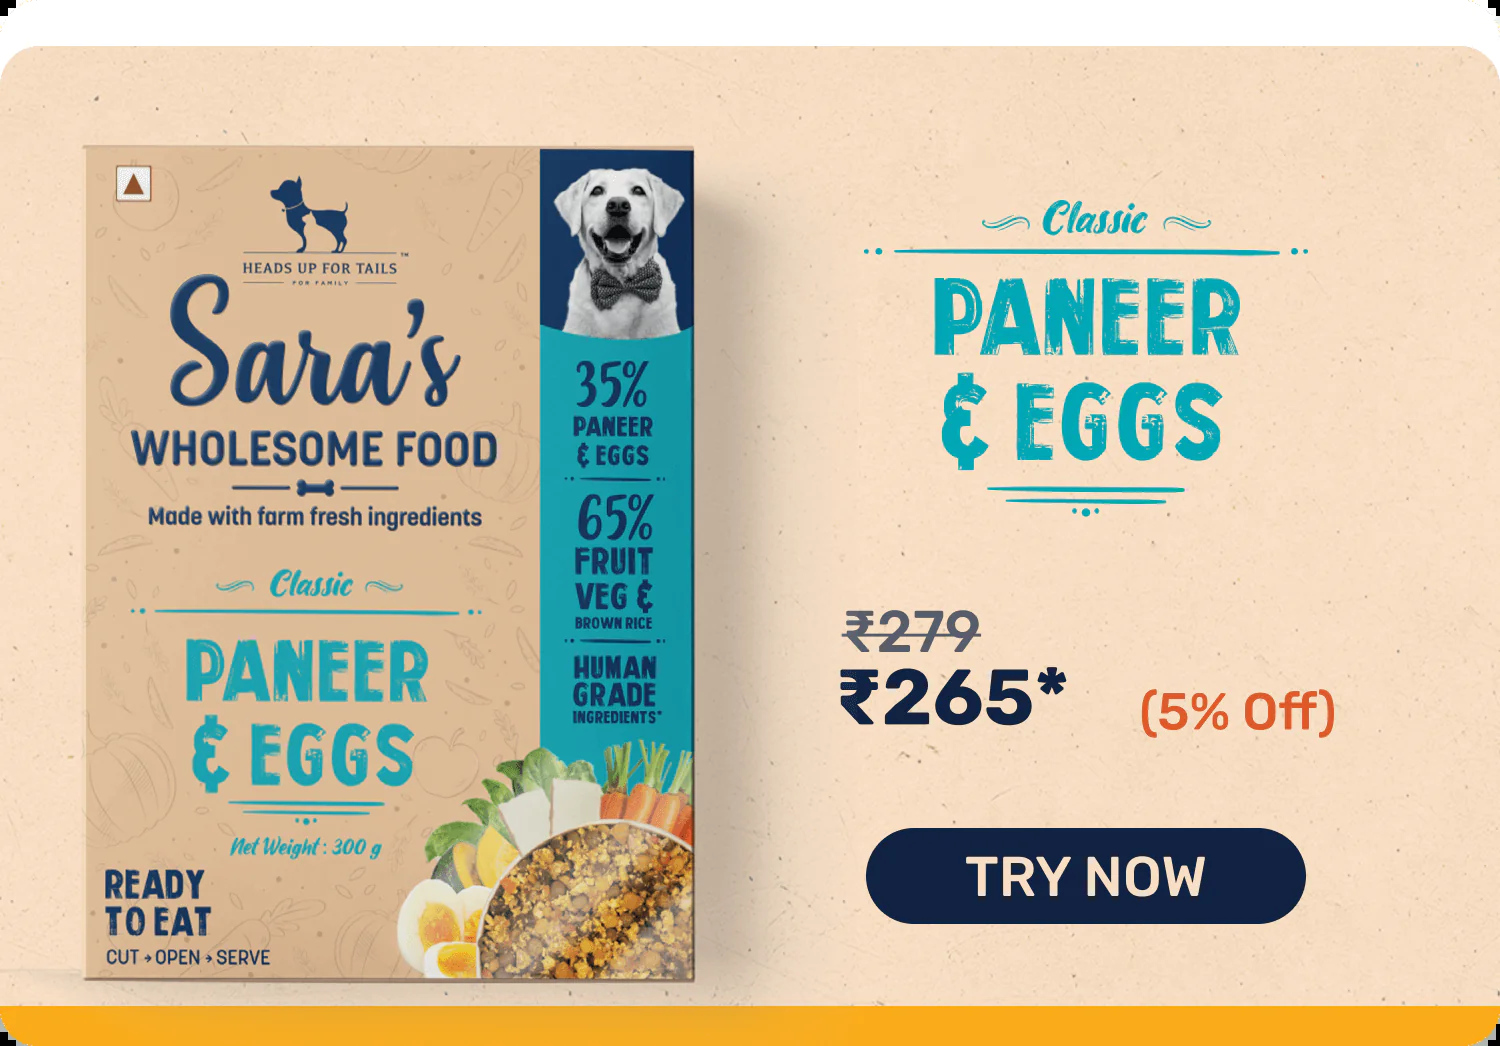 HEADS UP FOR TAILS™
FOR FAMILY
Sara's
WHOLESOME FOOD
Made with farm fresh ingredients
Classic
PANEER
& EGGS
Net Weight : 300 g
READY
TO EAT
CUT → OPEN → SERVE
35%
PANEER
& EGGS
65%
FRUIT
VEG &
BROWN RICE
HUMAN
GRADE
INGREDIENTS*
Classic
PANEER
& EGGS
₹279
₹265*
(5% Off)
TRY NOW